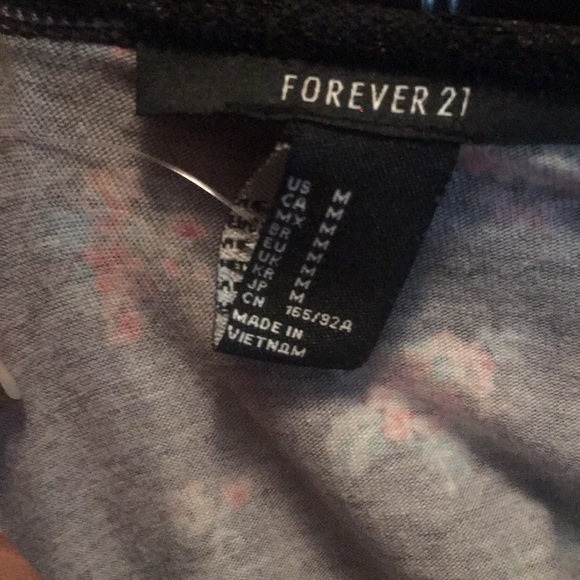 FOREVER 21
US M
CA M
MX M
BR M
EU M
UK M
KR M
JP M
CN 165/92A
MADE IN
VIETNAM